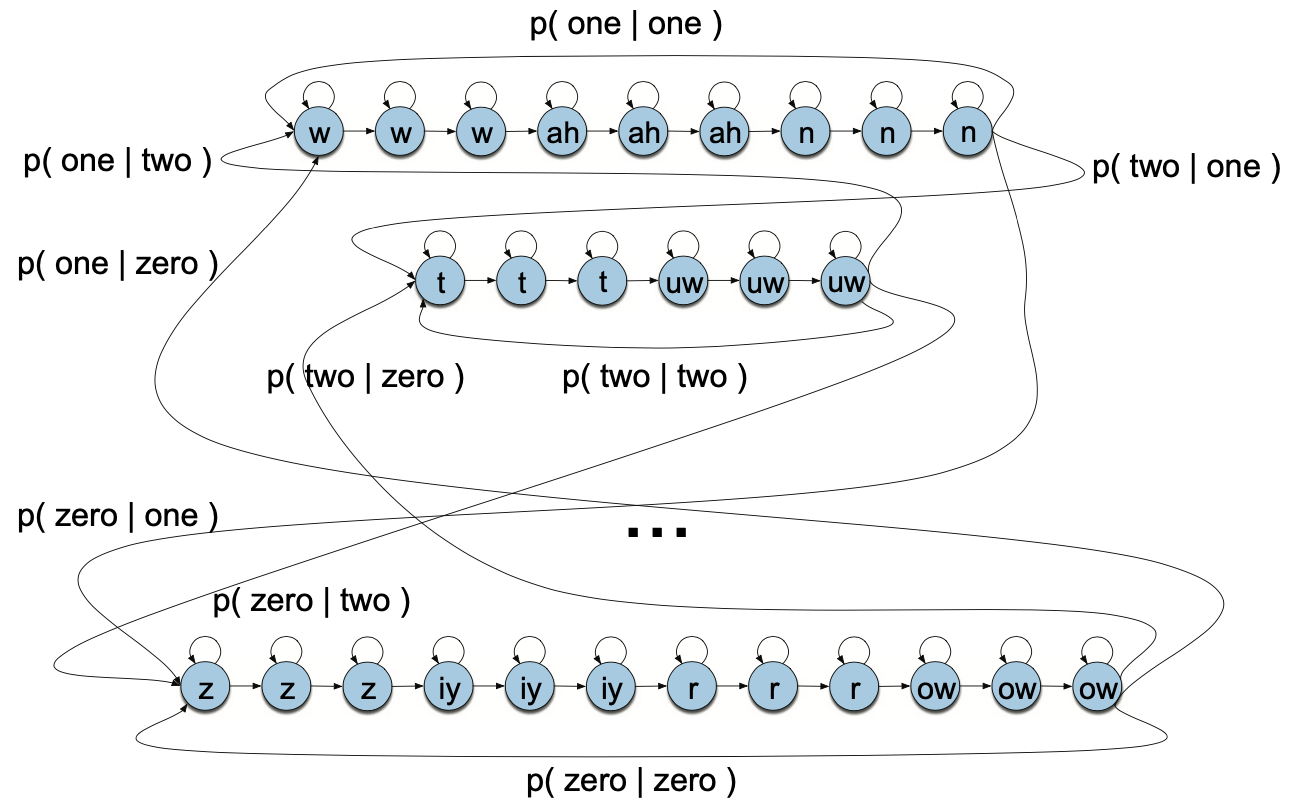 p( one | one )
w w w ah ah ah n n n
p( one | two )
p( two | one )
p( one | zero )
t t t uw uw uw
p( two | zero )
p( two | two )
p( zero | one )
...
p( zero | two )
z z z iy iy iy r r r ow ow ow
p( zero | zero )